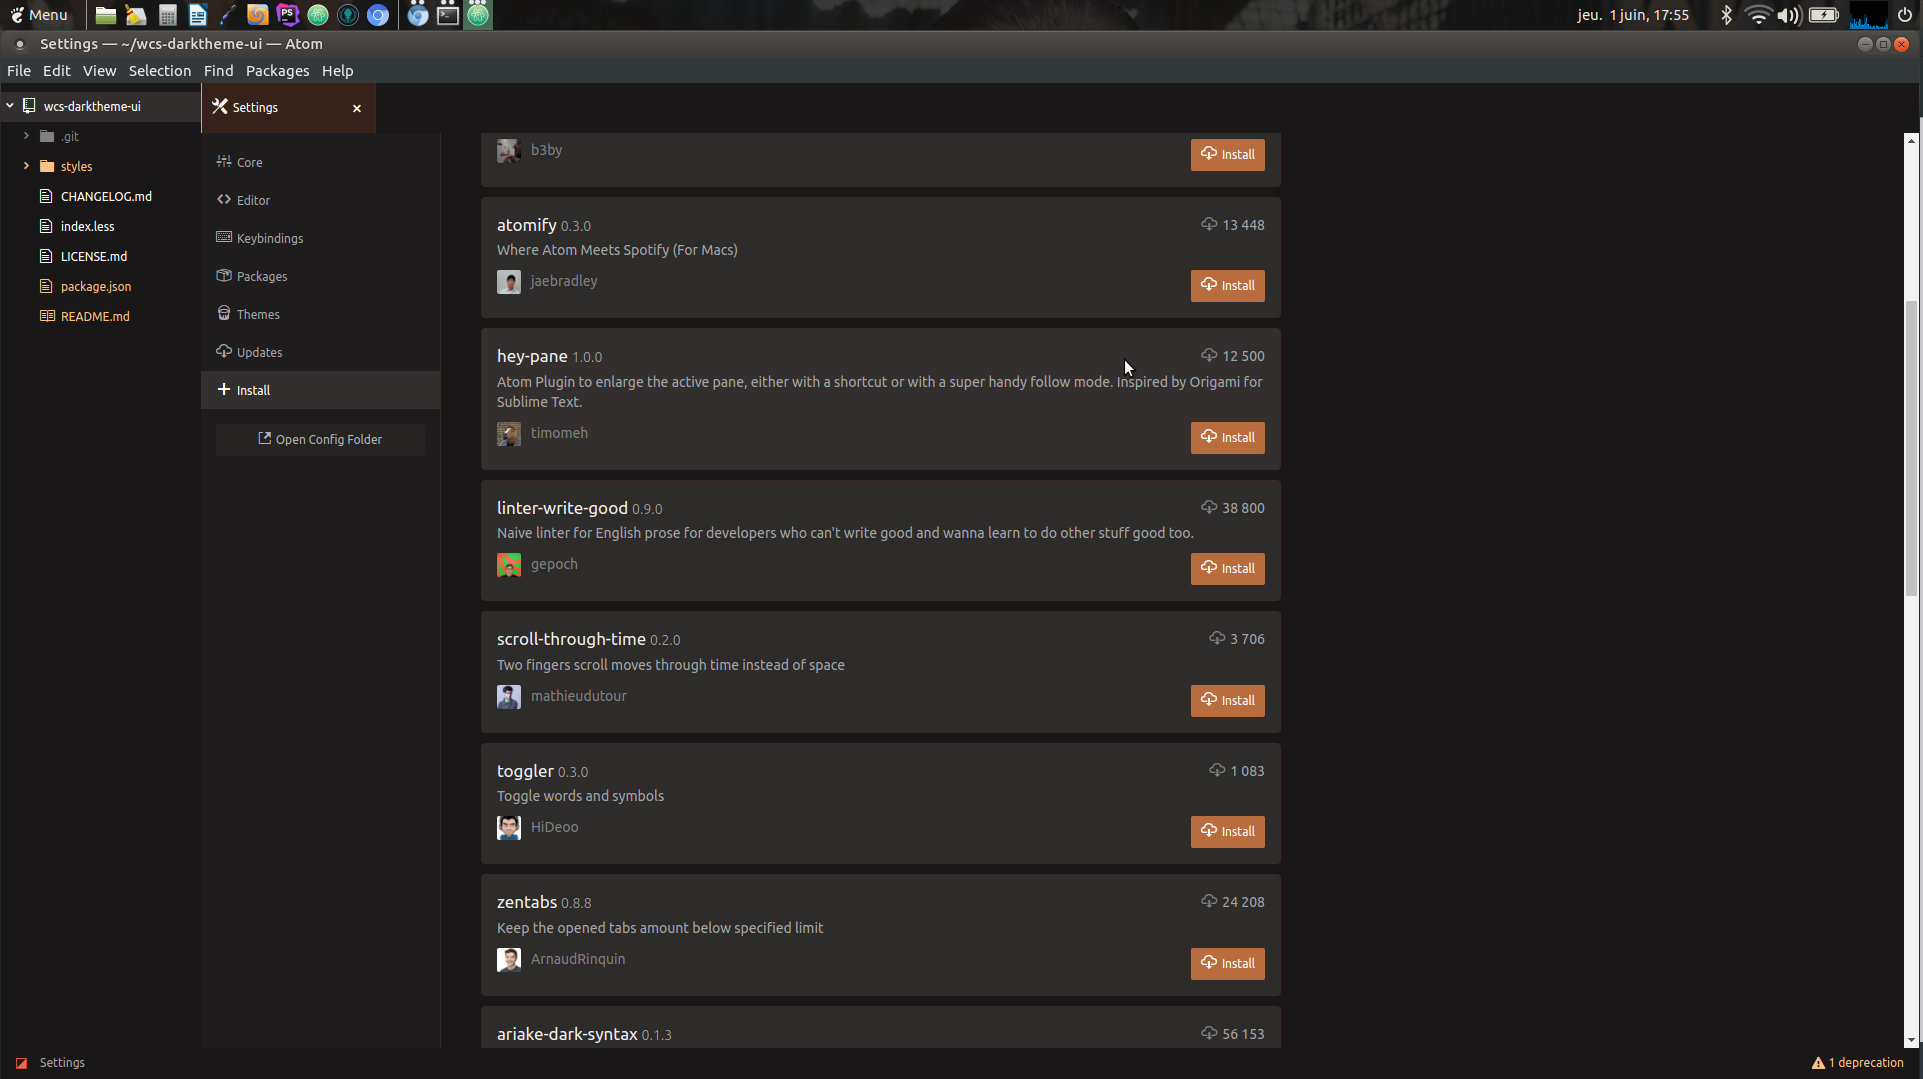 Menu
jeu. 1 juin, 17:55
Settings — ~/wcs-darktheme-ui — Atom
File Edit View Selection Find Packages Help
wcs-darktheme-ui
.git
styles
CHANGELOG.md
index.less
LICENSE.md
package.json
README.md
Settings
Core
Editor
Keybindings
Packages
Themes
Updates
Install
Open Config Folder
b3by
Install
atomify 0.3.0
13 448
Where Atom Meets Spotify (For Macs)
jaebradley
Install
hey-pane 1.0.0
12 500
Atom Plugin to enlarge the active pane, either with a shortcut or with a super handy follow mode. Inspired by Origami for
Sublime Text.
timomeh
Install
linter-write-good 0.9.0
38 800
Naive linter for English prose for developers who can't write good and wanna learn to do other stuff good too.
gepoch
Install
scroll-through-time 0.2.0
3 706
Two fingers scroll moves through time instead of space
mathieudutour
Install
toggler 0.3.0
1 083
Toggle words and symbols
HiDeoo
Install
zentabs 0.8.8
24 208
Keep the opened tabs amount below specified limit
ArnaudRinquin
Install
ariake-dark-syntax 0.1.3
56 153
Settings
1 deprecation